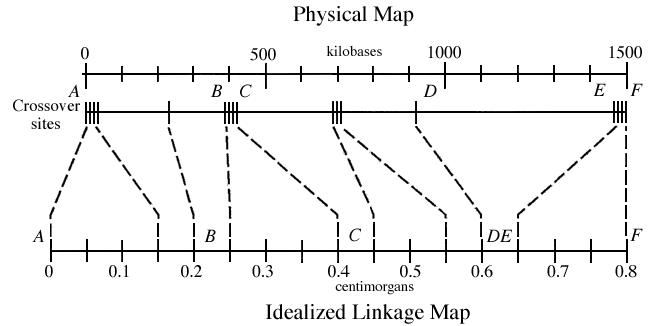 Physical Map
0 500 kilobases 1000 1500
A B C D E F
Crossover
sites
A B C DE F
0 0.1 0.2 0.3 0.4 0.5 0.6 0.7 0.8
centimorgans
Idealized Linkage Map